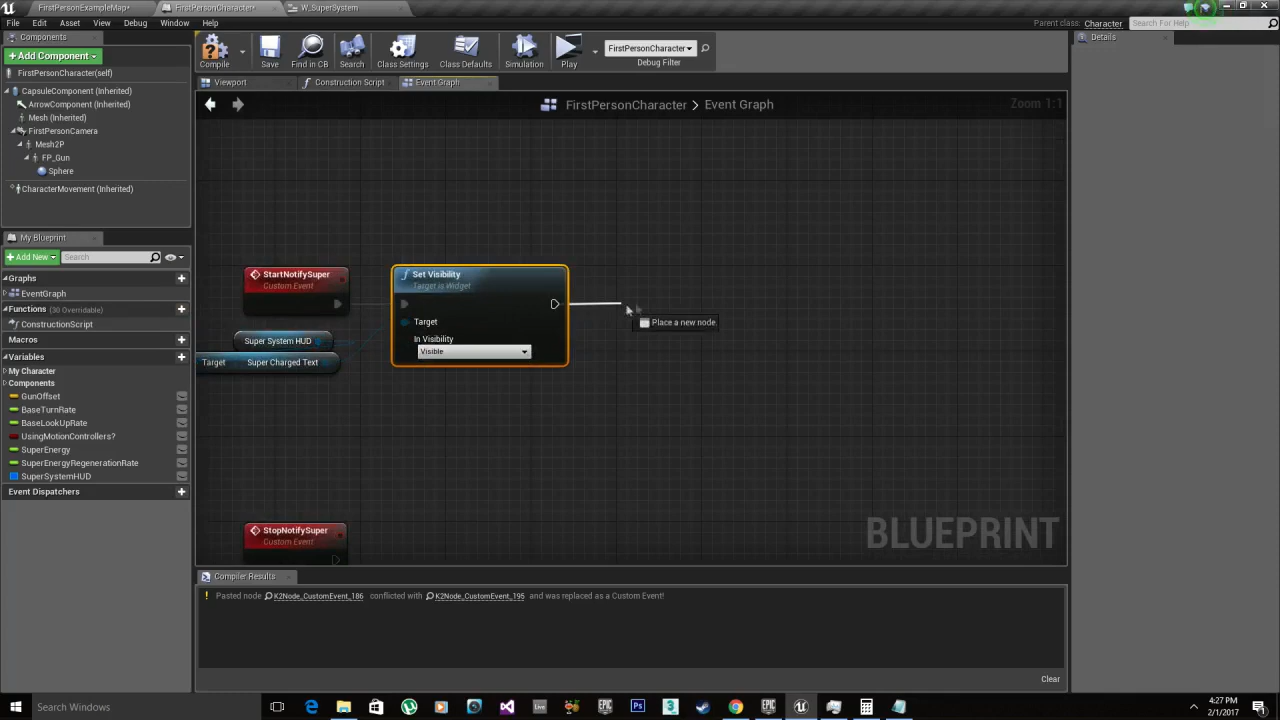 FirstPersonExampleMap*
FirstPersonCharacter*
W_SuperSystem
File Edit Asset View Debug Window Help
Parent class: Character
Search For Help
Components
Details
+Add Component
FirstPersonCharacter(self)
CapsuleComponent (Inherited)
ArrowComponent (Inherited)
Mesh (Inherited)
FirstPersonCamera
Mesh2P
FP_Gun
Sphere
CharacterMovement (Inherited)
Compile Save Find in CB Search Class Settings Class Defaults Simulation Play
FirstPersonCharacter
Debug Filter
Viewport Construction Script Event Graph
FirstPersonCharacter > Event Graph
Zoom 1:1
My Blueprint
+Add New
Search
Graphs
EventGraph
Functions (30 Overridable)
ConstructionScript
Macros
Variables
My Character
Components
GunOffset
BaseTurnRate
BaseLookUpRate
UsingMotionControllers?
SuperEnergy
SuperEnergyRegenerationRate
SuperSystemHUD
Event Dispatchers
StartNotifySuper
Custom Event
Super System HUD
Target Super Charged Text
Set Visibility
Target is Widget
Target
In Visibility
Visible
Place a new node.
StopNotifySuper
Custom Event
BLUEPRINT
Compiler Results
! Pasted node K2Node_CustomEvent_186 conflicted with K2Node_CustomEvent_195 and was replaced as a Custom Event!
Clear
Search Windows
4:27 PM
2/1/2017